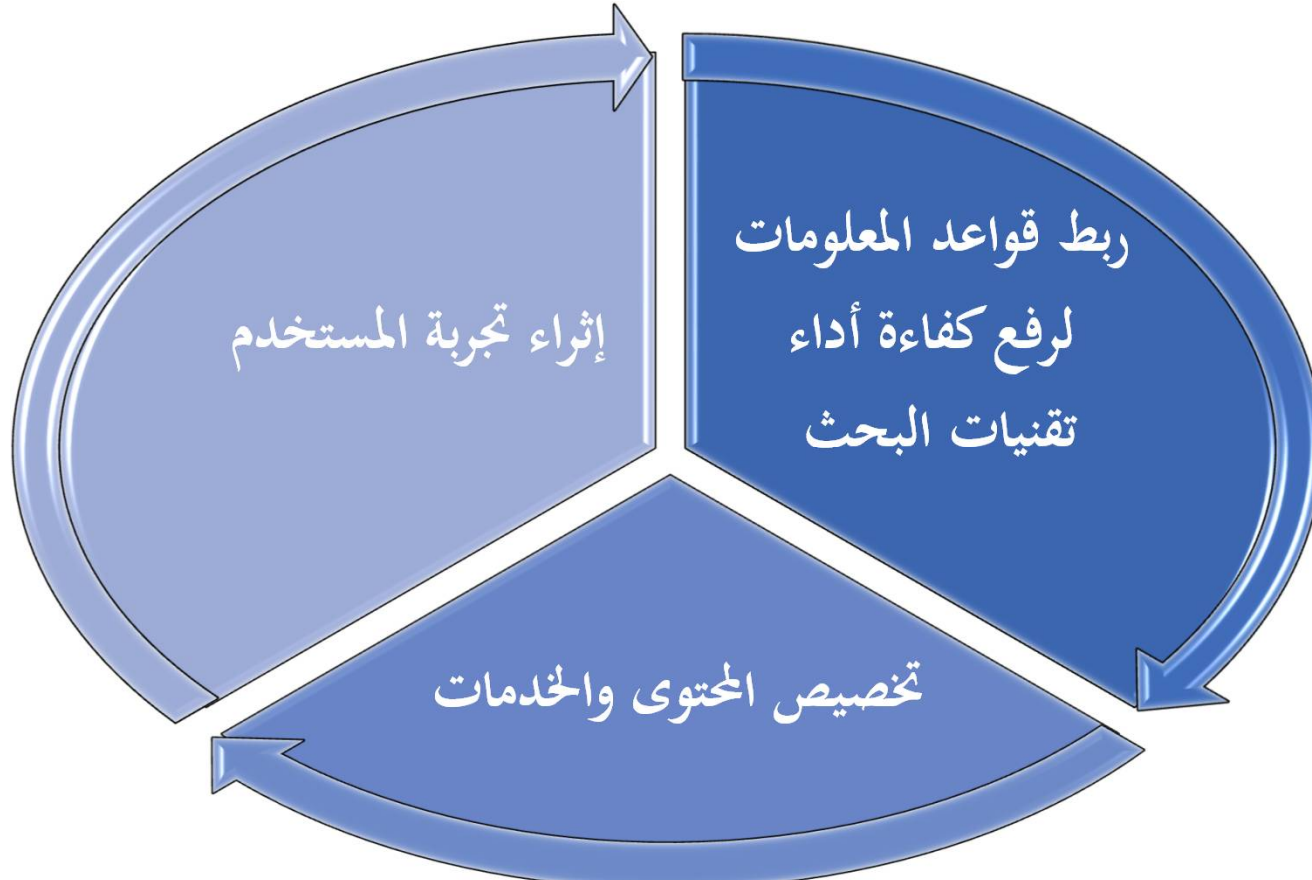 ربط قواعد المعلومات
لرفع كفاءة أداء
تقنيات البحث
تخصيص المحتوى والخدمات
إثراء تجربة المستخدم